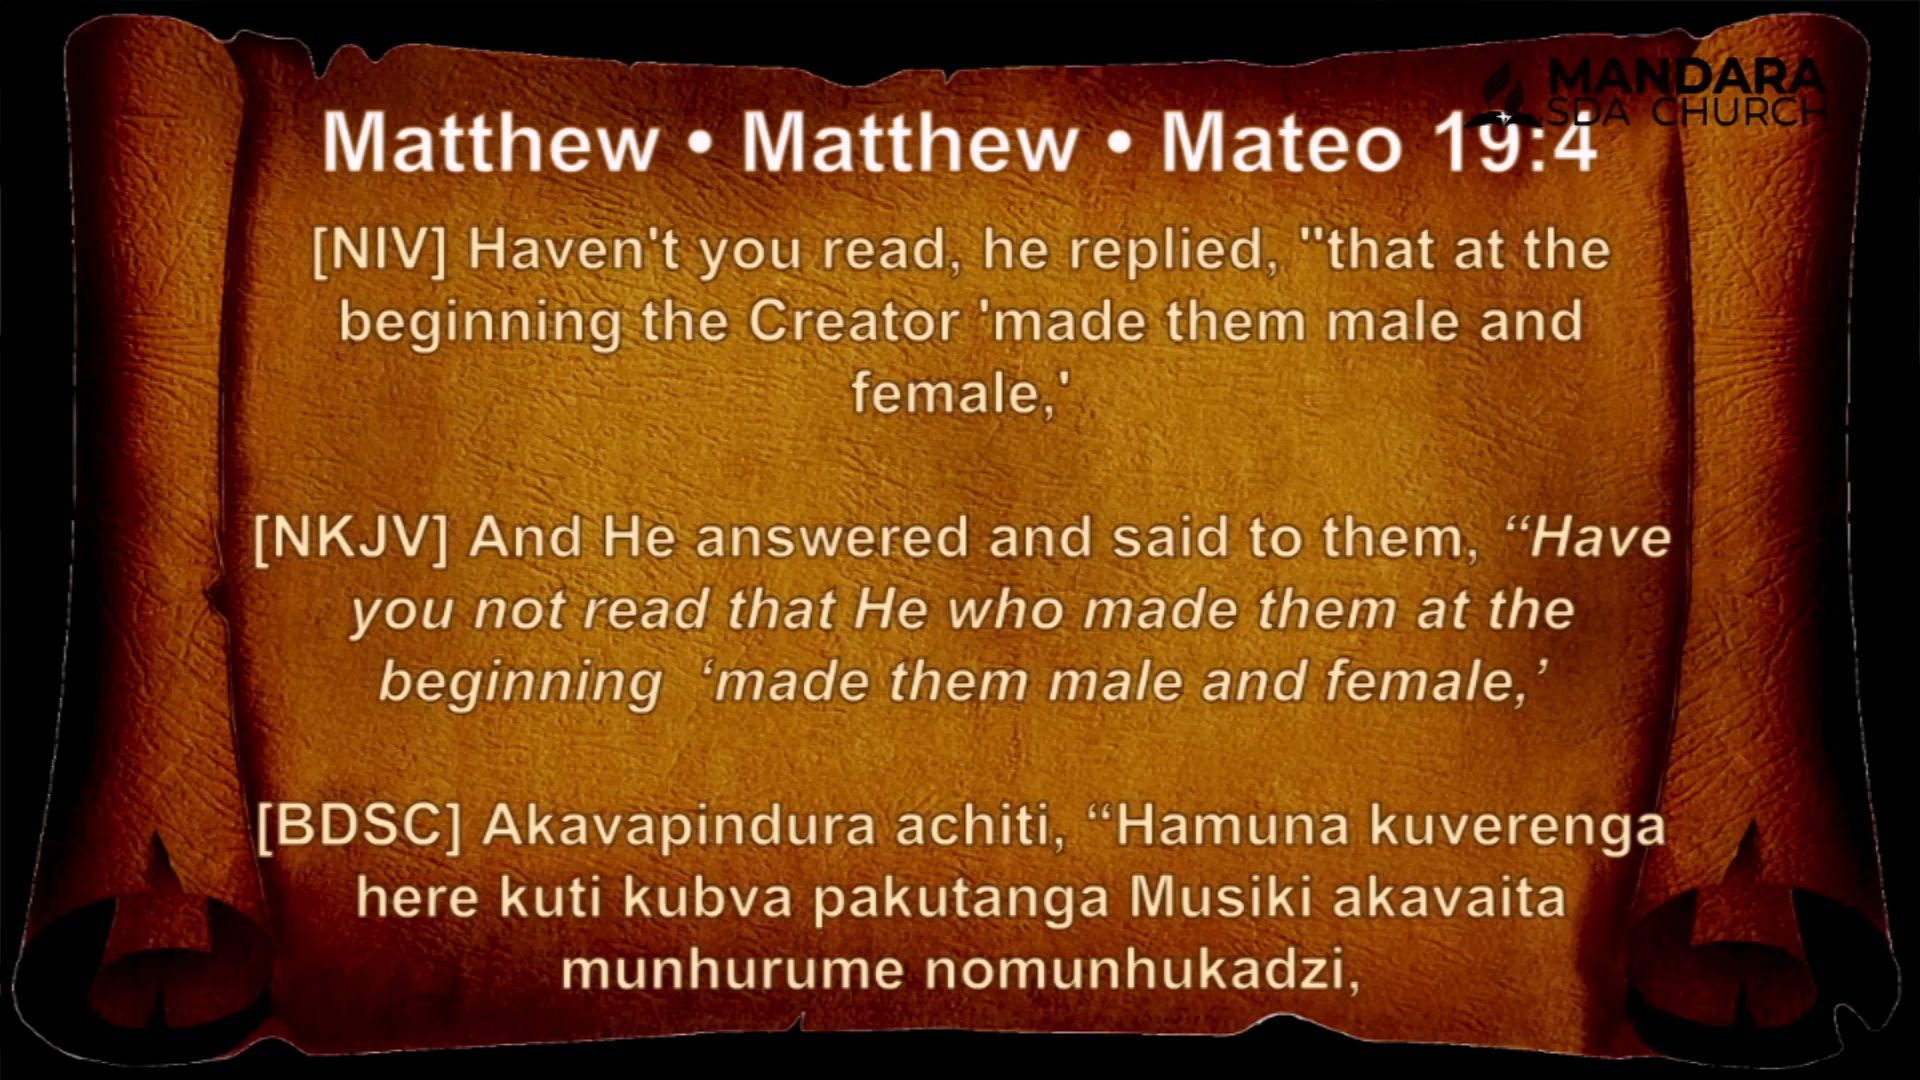 MANDARA
SDA CHURCH
Matthew • Matthew • Mateo 19:4
[NIV] Haven't you read, he replied, "that at the
beginning the Creator 'made them male and
female,'
[NKJV] And He answered and said to them, “Have
you not read that He who made them at the
beginning ‘made them male and female,’
[BDSC] Akavapindura achiti, “Hamuna kuverenga
here kuti kubva pakutanga Musiki akavaita
munhurume nomunhukadzi,